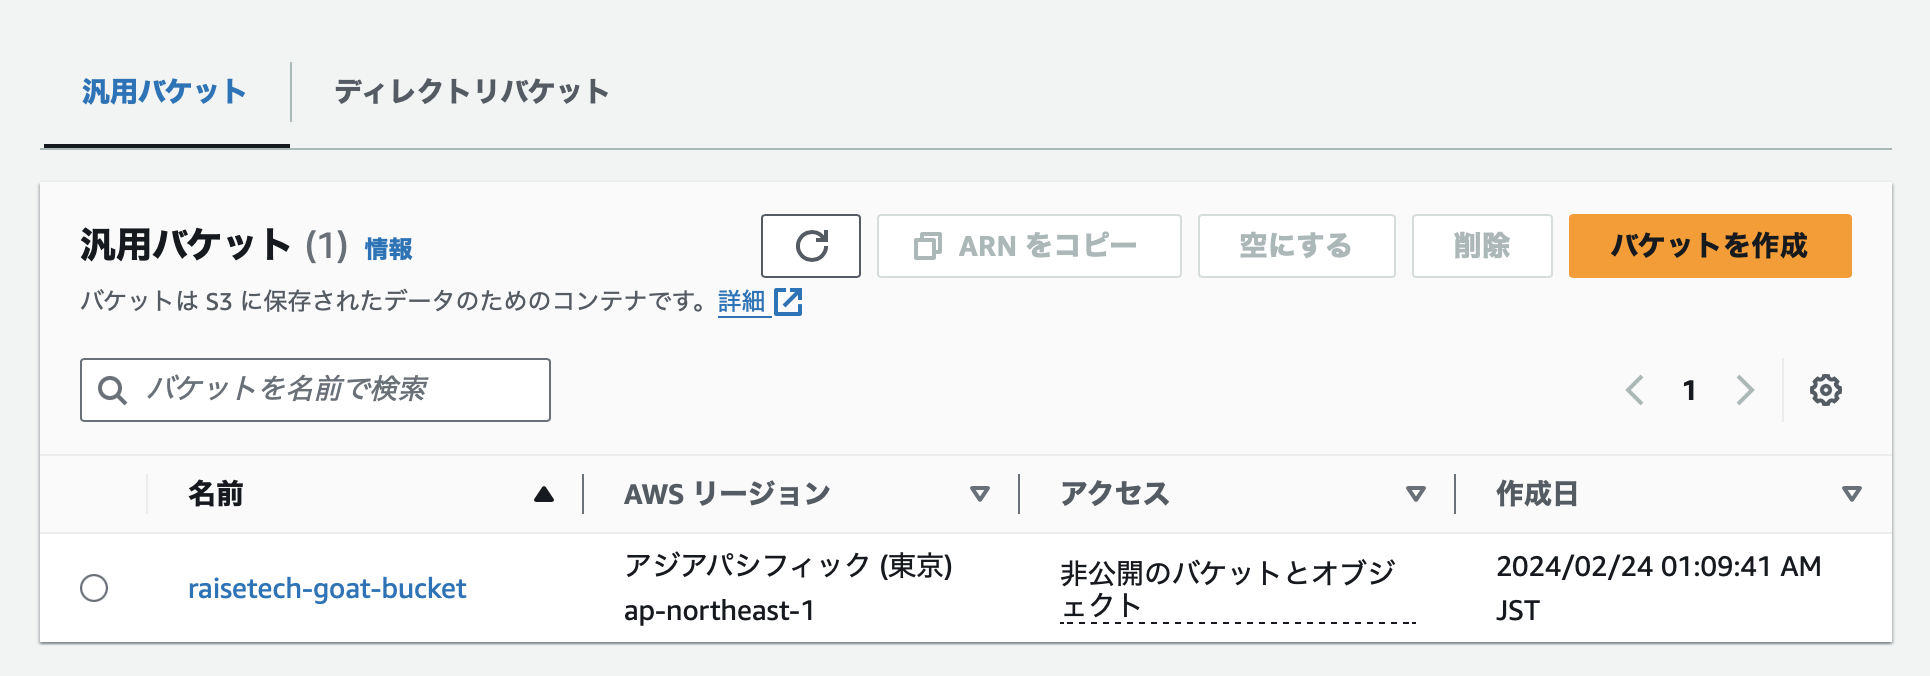 汎用バケット
ディレクトリバケット
汎用バケット (1) 情報
ARN をコピー
空にする
削除
バケットを作成
バケットは S3 に保存されたデータのためのコンテナです。詳細
バケットを名前で検索
1
名前
AWS リージョン
アクセス
作成日
raisetech-goat-bucket
アジアパシフィック (東京)
ap-northeast-1
非公開のバケットとオブジ
ェクト
2024/02/24 01:09:41 AM
JST